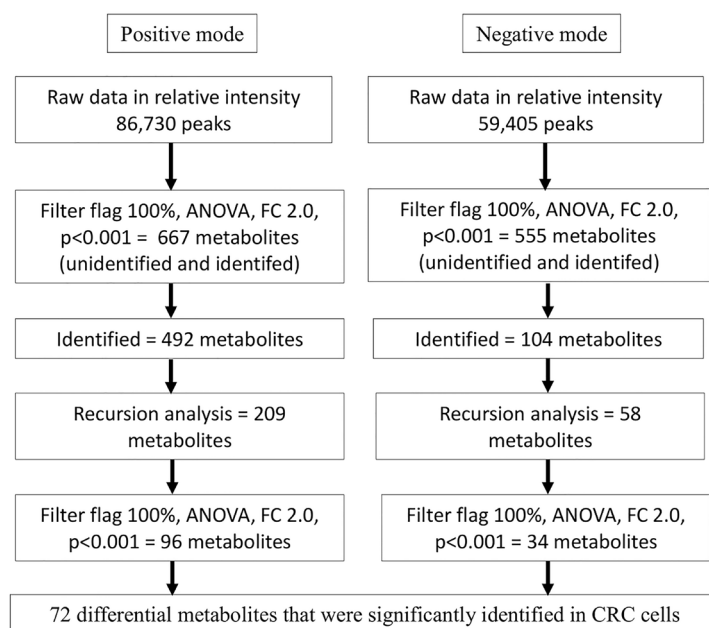 Positive mode
Raw data in relative intensity
86,730 peaks
Filter flag 100%, ANOVA, FC 2.0,
p<0.001 = 667 metabolites
(unidentified and identifed)
Identified = 492 metabolites
Recursion analysis = 209
metabolites
Filter flag 100%, ANOVA, FC 2.0,
p<0.001 = 96 metabolites
Negative mode
Raw data in relative intensity
59,405 peaks
Filter flag 100%, ANOVA, FC 2.0,
p<0.001 = 555 metabolites
(unidentified and identifed)
Identified = 104 metabolites
Recursion analysis = 58
metabolites
Filter flag 100%, ANOVA, FC 2.0,
p<0.001 = 34 metabolites
72 differential metabolites that were significantly identified in CRC cells